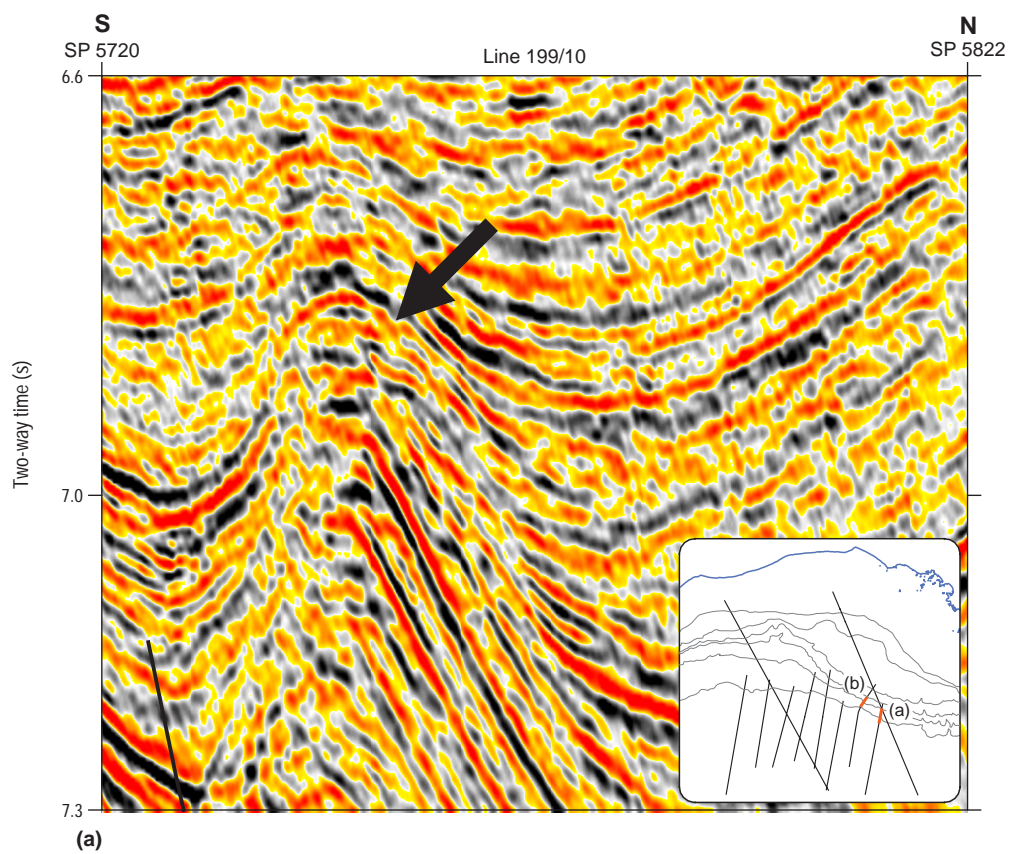 S
N
SP 5720
Line 199/10
SP 5822
6.6
Two-way time (s)
7.0
(b)
(a)
7.3
(a)